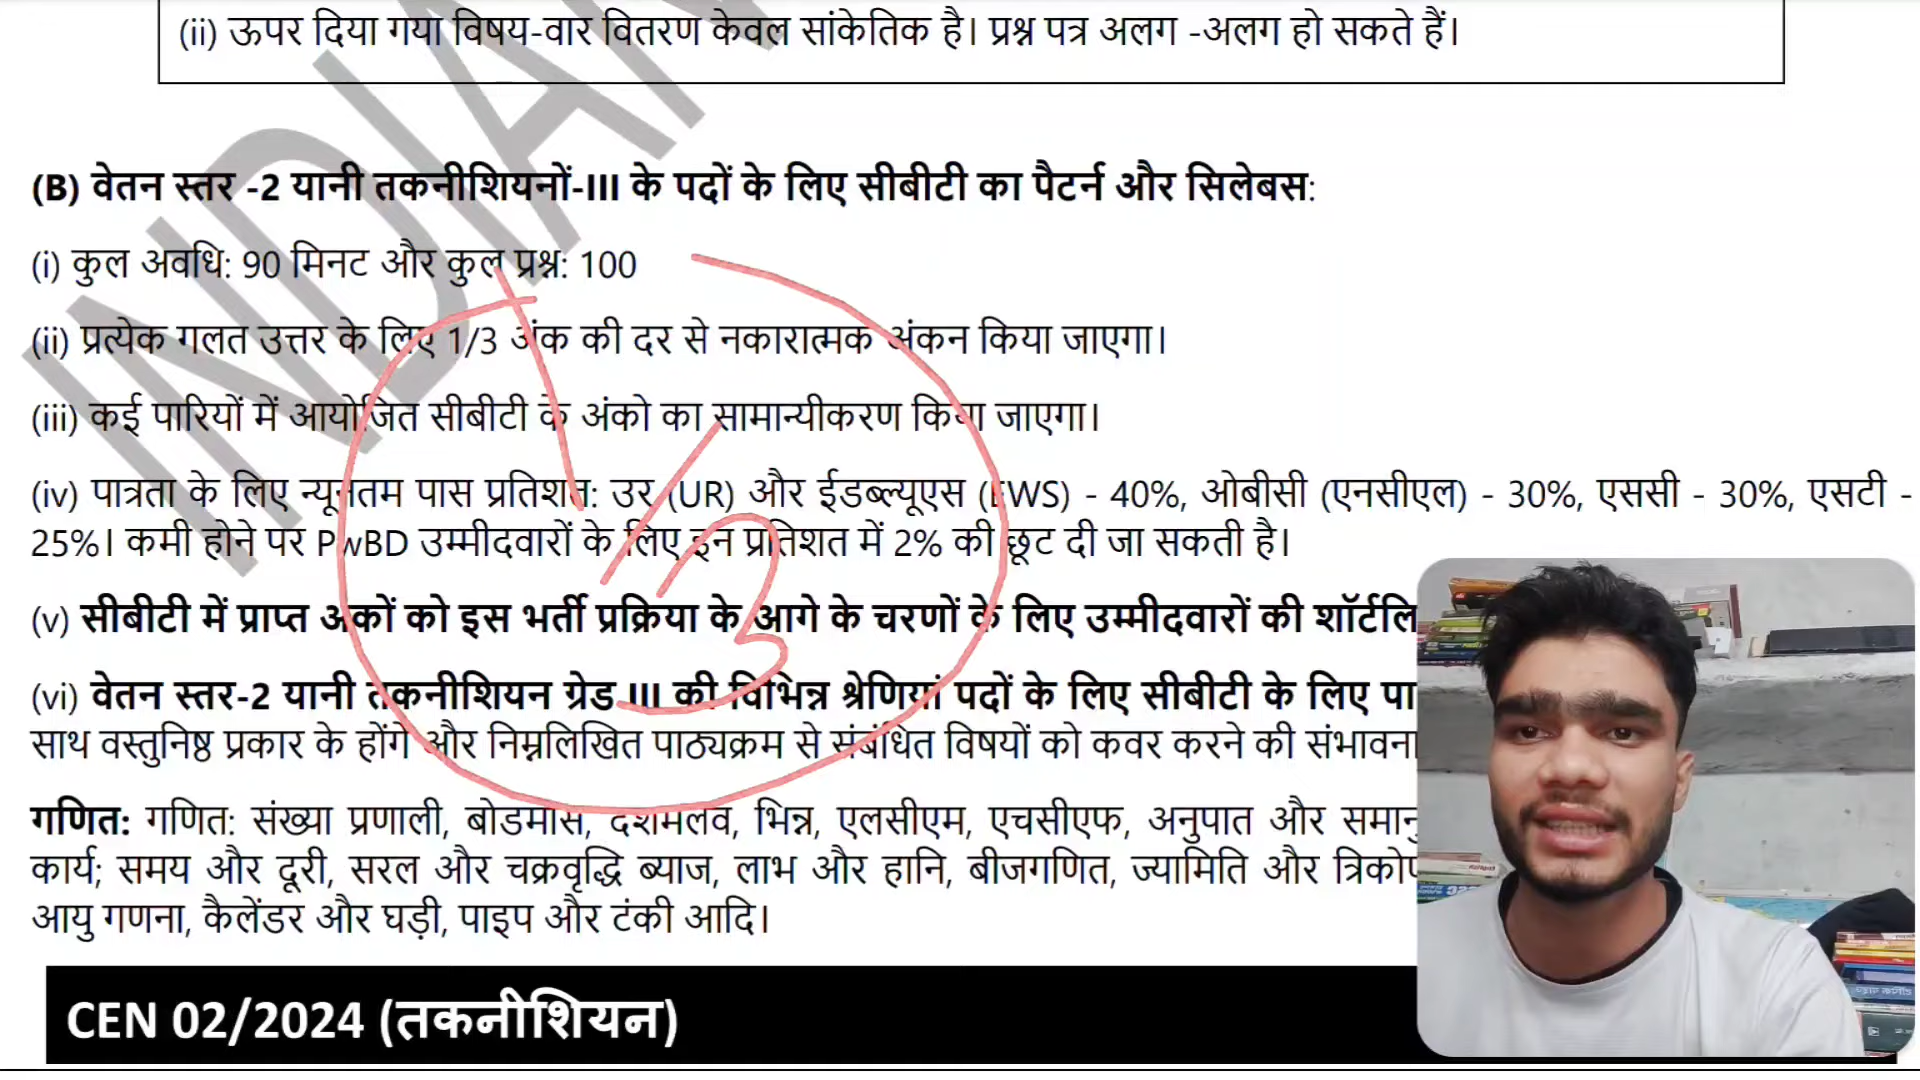 (ii) ऊपर दिया गया विषय-वार वितरण केवल सांकेतिक है। प्रश्न पत्र अलग -अलग हो सकते हैं।
INDIAN
(B) वेतन स्तर -2 यानी तकनीशियनों-III के पदों के लिए सीबीटी का पैटर्न और सिलेबस:
(i) कुल अवधि: 90 मिनट और कुल प्रश्न: 100
(ii) प्रत्येक गलत उत्तर के लिए 1/3 अंक की दर से नकारात्मक अंकन किया जाएगा।
(iii) कई पारियों में आयोजित सीबीटी के अंको का सामान्यीकरण किया जाएगा।
(iv) पात्रता के लिए न्यूनतम पास प्रतिशत: उर (UR) और ईडब्ल्यूएस (EWS) - 40%, ओबीसी (एनसीएल) - 30%, एससी - 30%, एसटी -
25%। कमी होने पर PwBD उम्मीदवारों के लिए इन प्रतिशत में 2% की छूट दी जा सकती है।
1/3
(v) सीबीटी में प्राप्त अंकों को इस भर्ती प्रक्रिया के आगे के चरणों के लिए उम्मीदवारों की शॉर्टलि
(vi) वेतन स्तर-2 यानी तकनीशियन ग्रेड III की विभिन्न श्रेणियां पदों के लिए सीबीटी के लिए पा
साथ वस्तुनिष्ठ प्रकार के होंगे और निम्नलिखित पाठ्यक्रम से संबंधित विषयों को कवर करने की संभावना
गणित: गणित: संख्या प्रणाली, बोडमास, दशमलव, भिन्न, एलसीएम, एचसीएफ, अनुपात और समानु
कार्य; समय और दूरी, सरल और चक्रवृद्धि ब्याज, लाभ और हानि, बीजगणित, ज्यामिति और त्रिको
आयु गणना, कैलेंडर और घड़ी, पाइप और टंकी आदि।
CEN 02/2024 (तकनीशियन)